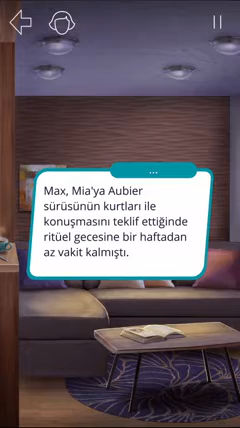 ...
Max, Mia'ya Aubier
sürüsünün kurtları ile
konuşmasını teklif ettiğinde
ritüel gecesine bir haftadan
az vakit kalmıştı.